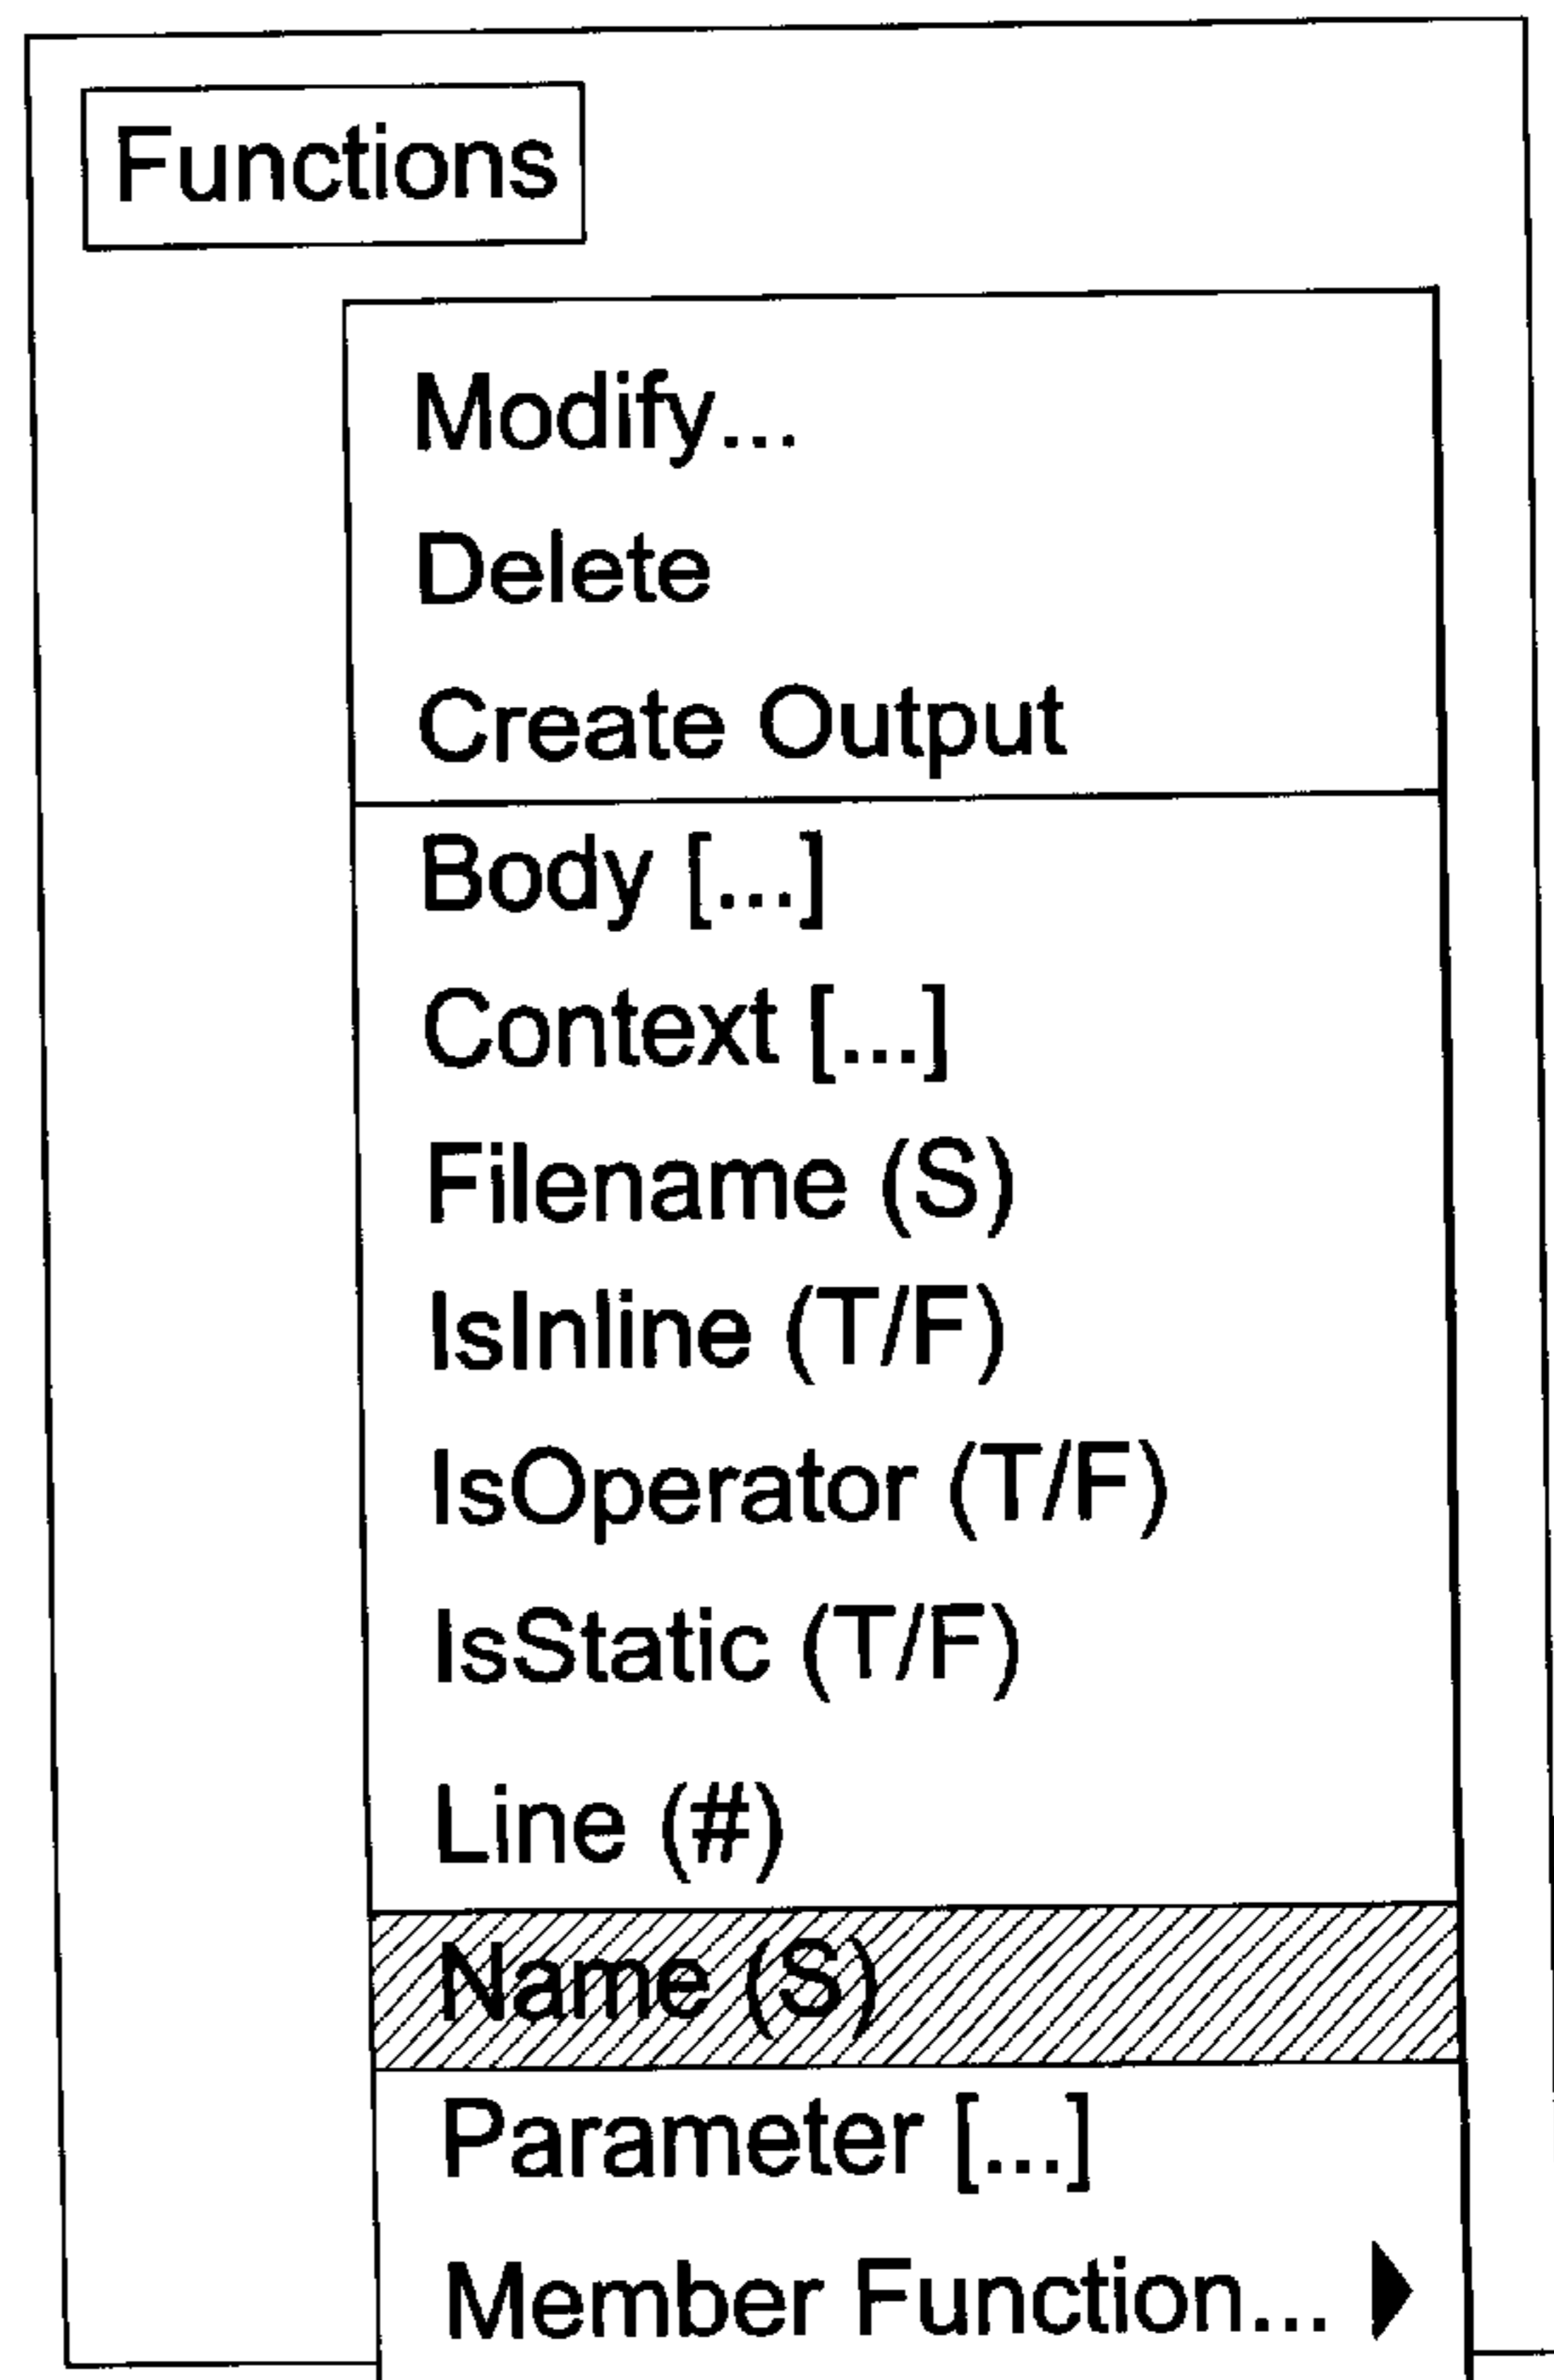 Functions
Modify...
Delete
Create Output
Body [...]
Context [...]
Filename (S)
IsInline (T/F)
IsOperator (T/F)
IsStatic (T/F)
Line (#)
Name (S)
Parameter [...]
Member Function...